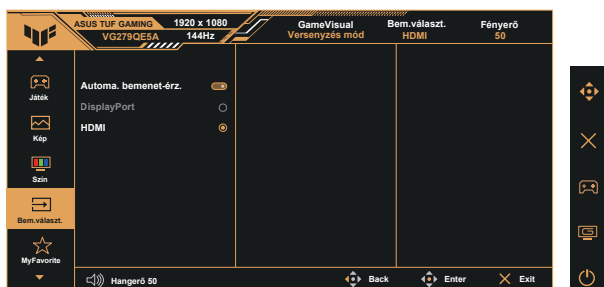 ASUS TUF GAMING
VG279QE5A
1920 x 1080
144Hz
GameVisual
Versenyzés mód
Bem.választ.
HDMI
Fényerő
50
Játék
Kép
Szín
Bem.választ.
MyFavorite
Automa. bemenet-érz.
DisplayPort
HDMI
Hangerő 50
Back
Enter
Exit